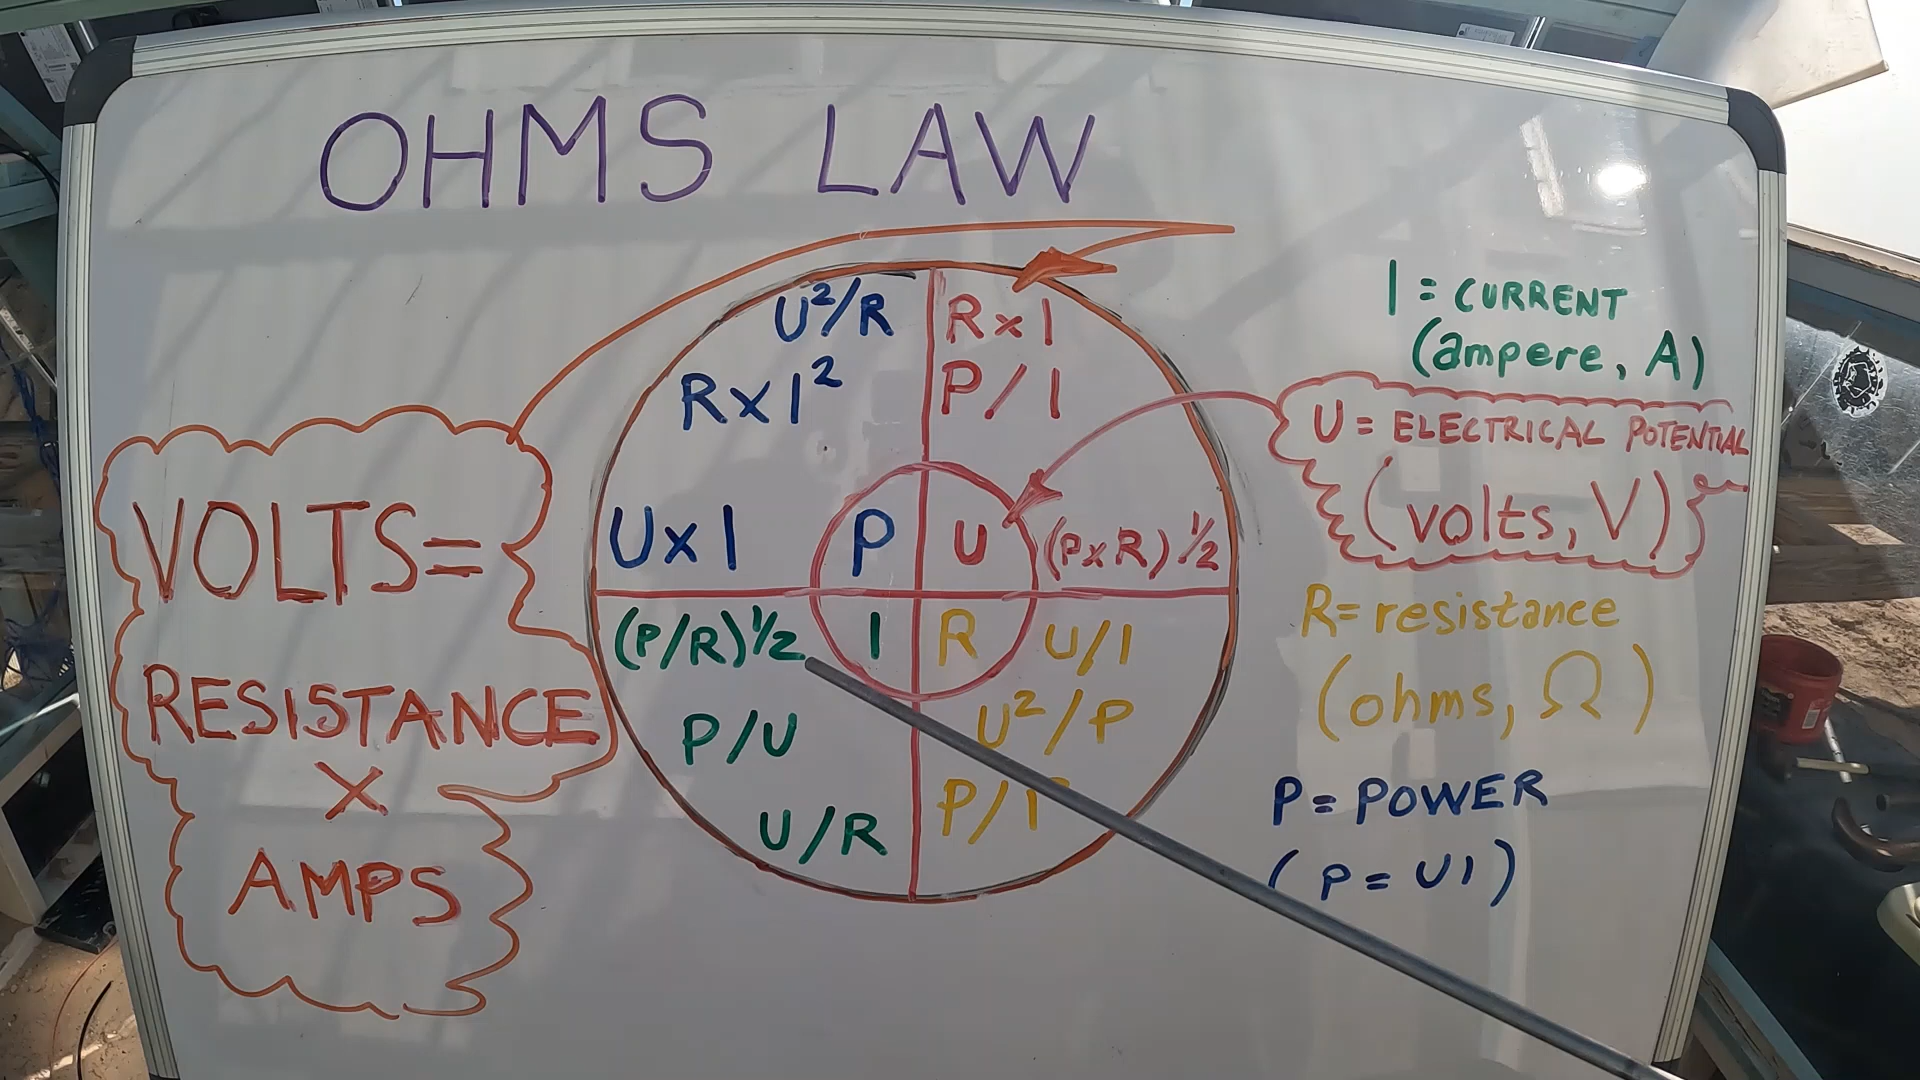 OHMS LAW
U²/R
R x I²
U x I
P
R x I
P / I
U
(P x R) ½
(P/R) ½
I
P / U
U / R
R
U / I
U² / P
P / I
VOLTS =
RESISTANCE
X
AMPS
I = CURRENT
(ampere, A)
U = ELECTRICAL POTENTIAL
(volts, V)
R = resistance
(ohms, Ω)
P = POWER
(P = UI)